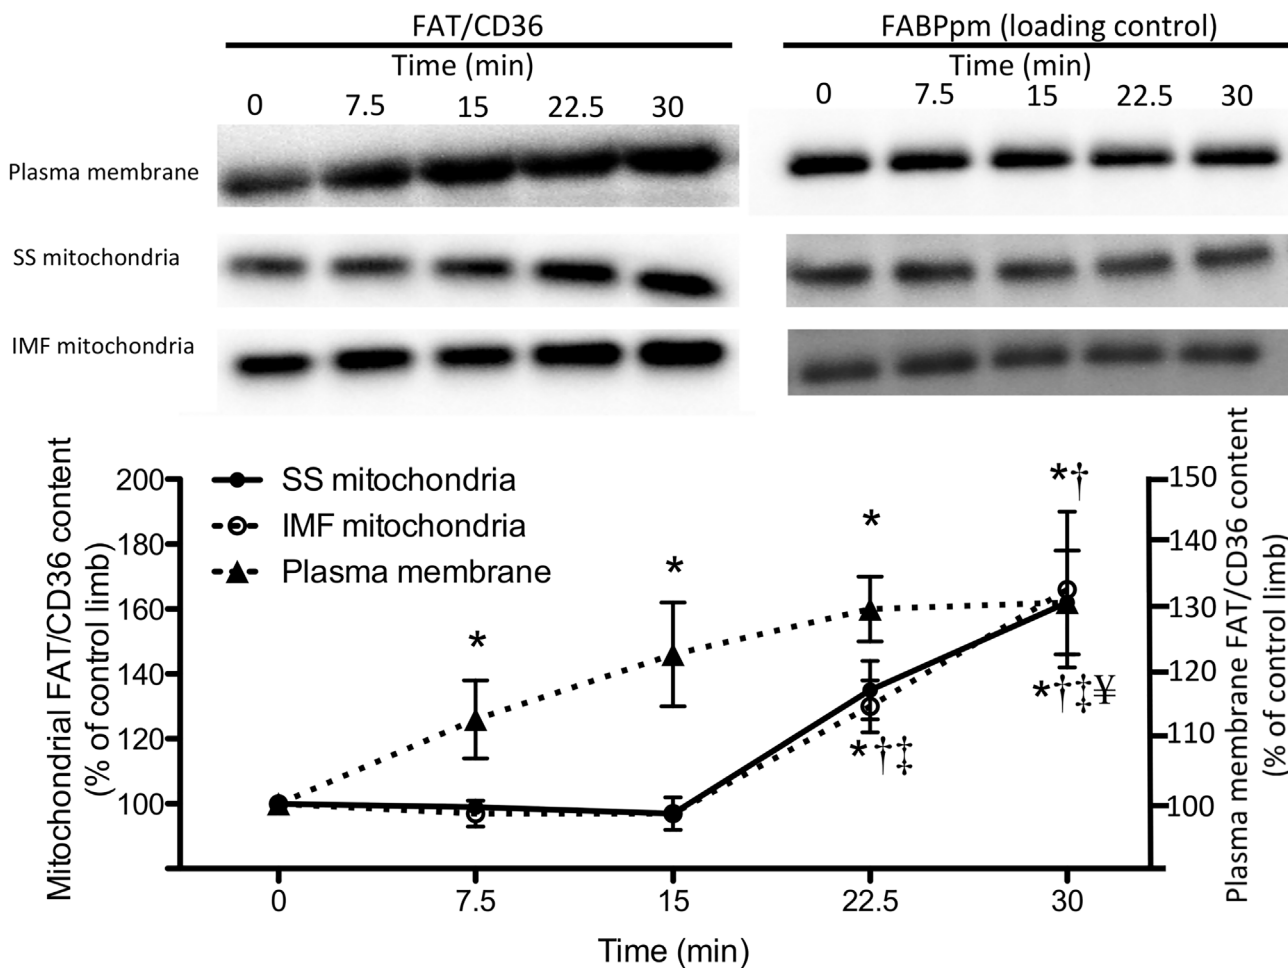 FAT/CD36
FABPpm (loading control)
Time (min)
Time (min)
0 7.5 15 22.5 30
0 7.5 15 22.5 30
Plasma membrane
SS mitochondria
IMF mitochondria
Mitochondrial FAT/CD36 content
(% of control limb)
200
180
160
140
120
100
SS mitochondria
IMF mitochondria
Plasma membrane
*
*
*
*†
*†‡
*†‡¥
150
140
130
120
110
100
Plasma membrane FAT/CD36 content
(% of control limb)
0 7.5 15 22.5 30
Time (min)